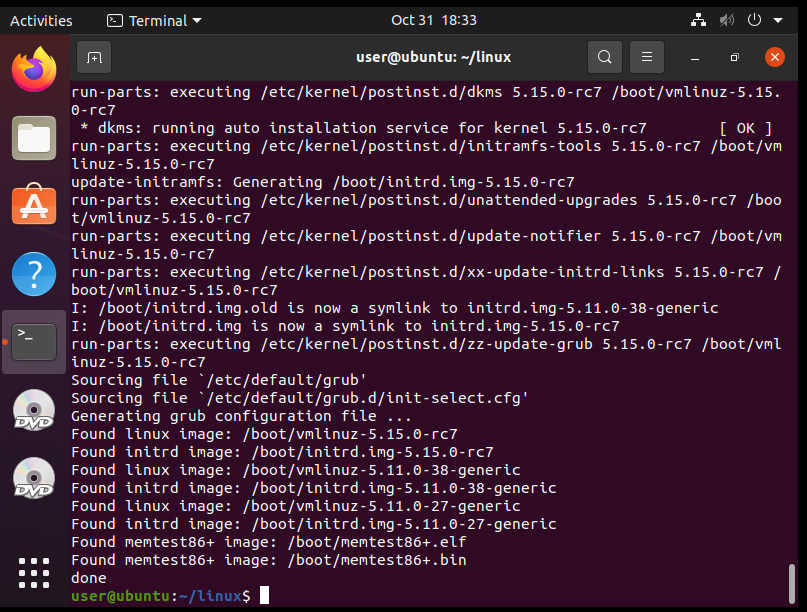 Activities
Terminal
Oct 31 18:33
user@ubuntu: ~/linux
run-parts: executing /etc/kernel/postinst.d/dkms 5.15.0-rc7 /boot/vmlinuz-5.15.
0-rc7
 * dkms: running auto installation service for kernel 5.15.0-rc7        [ OK ]
run-parts: executing /etc/kernel/postinst.d/initramfs-tools 5.15.0-rc7 /boot/vm
linuz-5.15.0-rc7
update-initramfs: Generating /boot/initrd.img-5.15.0-rc7
run-parts: executing /etc/kernel/postinst.d/unattended-upgrades 5.15.0-rc7 /boo
t/vmlinuz-5.15.0-rc7
run-parts: executing /etc/kernel/postinst.d/update-notifier 5.15.0-rc7 /boot/vm
linuz-5.15.0-rc7
run-parts: executing /etc/kernel/postinst.d/xx-update-initrd-links 5.15.0-rc7 /
boot/vmlinuz-5.15.0-rc7
I: /boot/initrd.img.old is now a symlink to initrd.img-5.11.0-38-generic
I: /boot/initrd.img is now a symlink to initrd.img-5.15.0-rc7
run-parts: executing /etc/kernel/postinst.d/zz-update-grub 5.15.0-rc7 /boot/vml
inuz-5.15.0-rc7
Sourcing file `/etc/default/grub'
Sourcing file `/etc/default/grub.d/init-select.cfg'
Generating grub configuration file ...
Found linux image: /boot/vmlinuz-5.15.0-rc7
Found initrd image: /boot/initrd.img-5.15.0-rc7
Found linux image: /boot/vmlinuz-5.11.0-38-generic
Found initrd image: /boot/initrd.img-5.11.0-38-generic
Found linux image: /boot/vmlinuz-5.11.0-27-generic
Found initrd image: /boot/initrd.img-5.11.0-27-generic
Found memtest86+ image: /boot/memtest86+.elf
Found memtest86+ image: /boot/memtest86+.bin
done
user@ubuntu:~/linux$
DVD
DVD